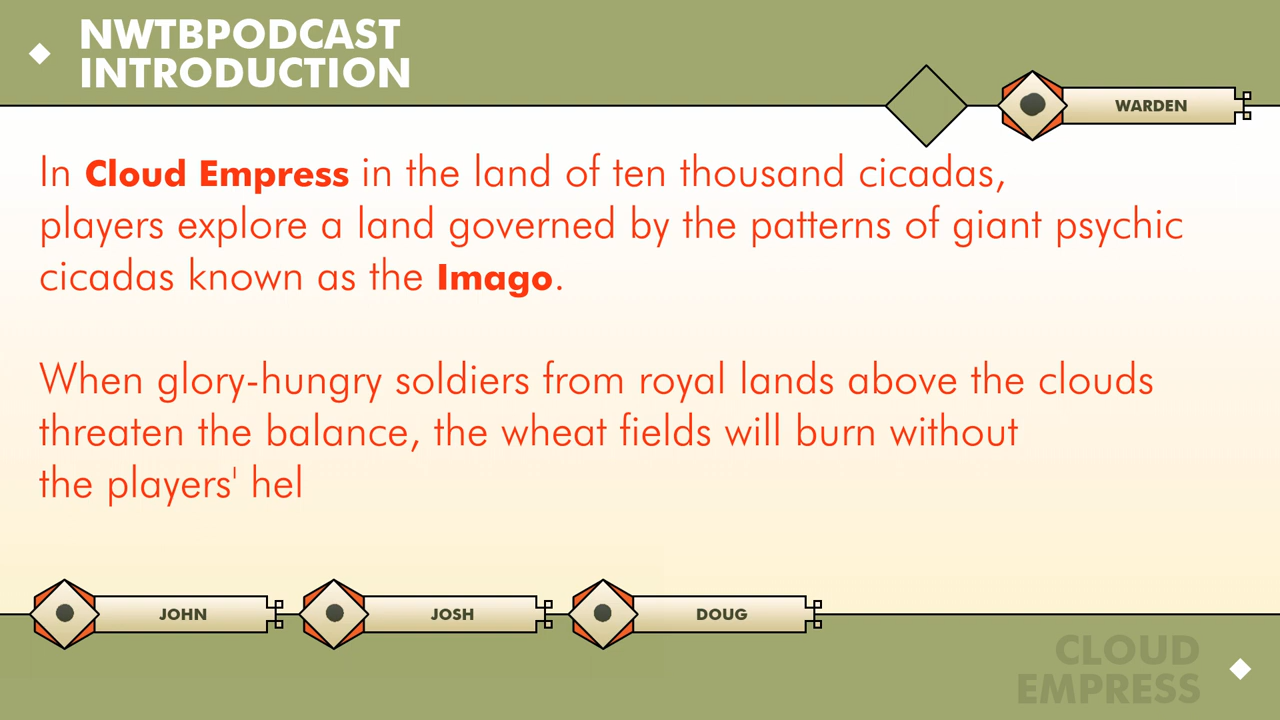 NWTBPODCAST
INTRODUCTION
WARDEN
In Cloud Empress in the land of ten thousand cicadas,
players explore a land governed by the patterns of giant psychic
cicadas known as the Imago.
When glory-hungry soldiers from royal lands above the clouds
threaten the balance, the wheat fields will burn without
the players' hel
JOHN
JOSH
DOUG
CLOUD
EMPRESS